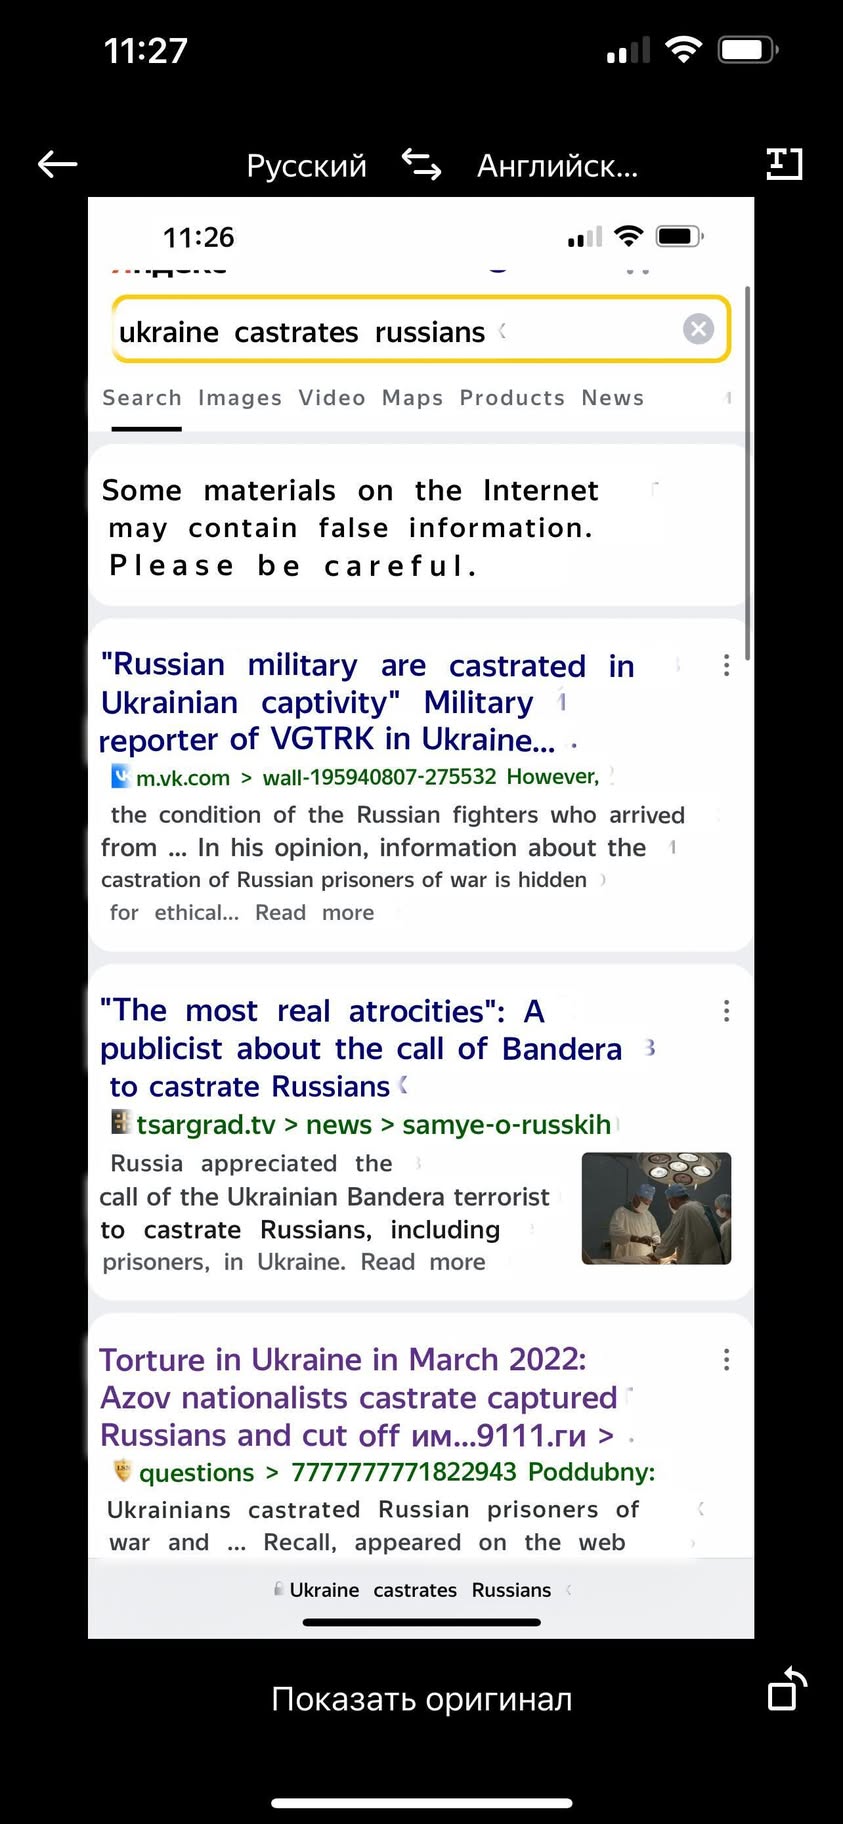 11:27
Русский Английск...
11:26
ukraine castrates russians
Search Images Video Maps Products News
Some materials on the Internet
may contain false information.
Please be careful.
"Russian military are castrated in
Ukrainian captivity" Military
reporter of VGTRK in Ukraine...
m.vk.com > wall-195940807-275532 However,
the condition of the Russian fighters who arrived
from ... In his opinion, information about the
castration of Russian prisoners of war is hidden
for ethical... Read more
"The most real atrocities": A
publicist about the call of Bandera
to castrate Russians
tsargrad.tv > news > samye-o-russkih
Russia appreciated the
call of the Ukrainian Bandera terrorist
to castrate Russians, including
prisoners, in Ukraine. Read more
Torture in Ukraine in March 2022:
Azov nationalists castrate captured
Russians and cut off им...9111.ги >
questions > 7777777771822943 Poddubny:
Ukrainians castrated Russian prisoners of
war and ... Recall, appeared on the web
Ukraine castrates Russians
Показать оригинал